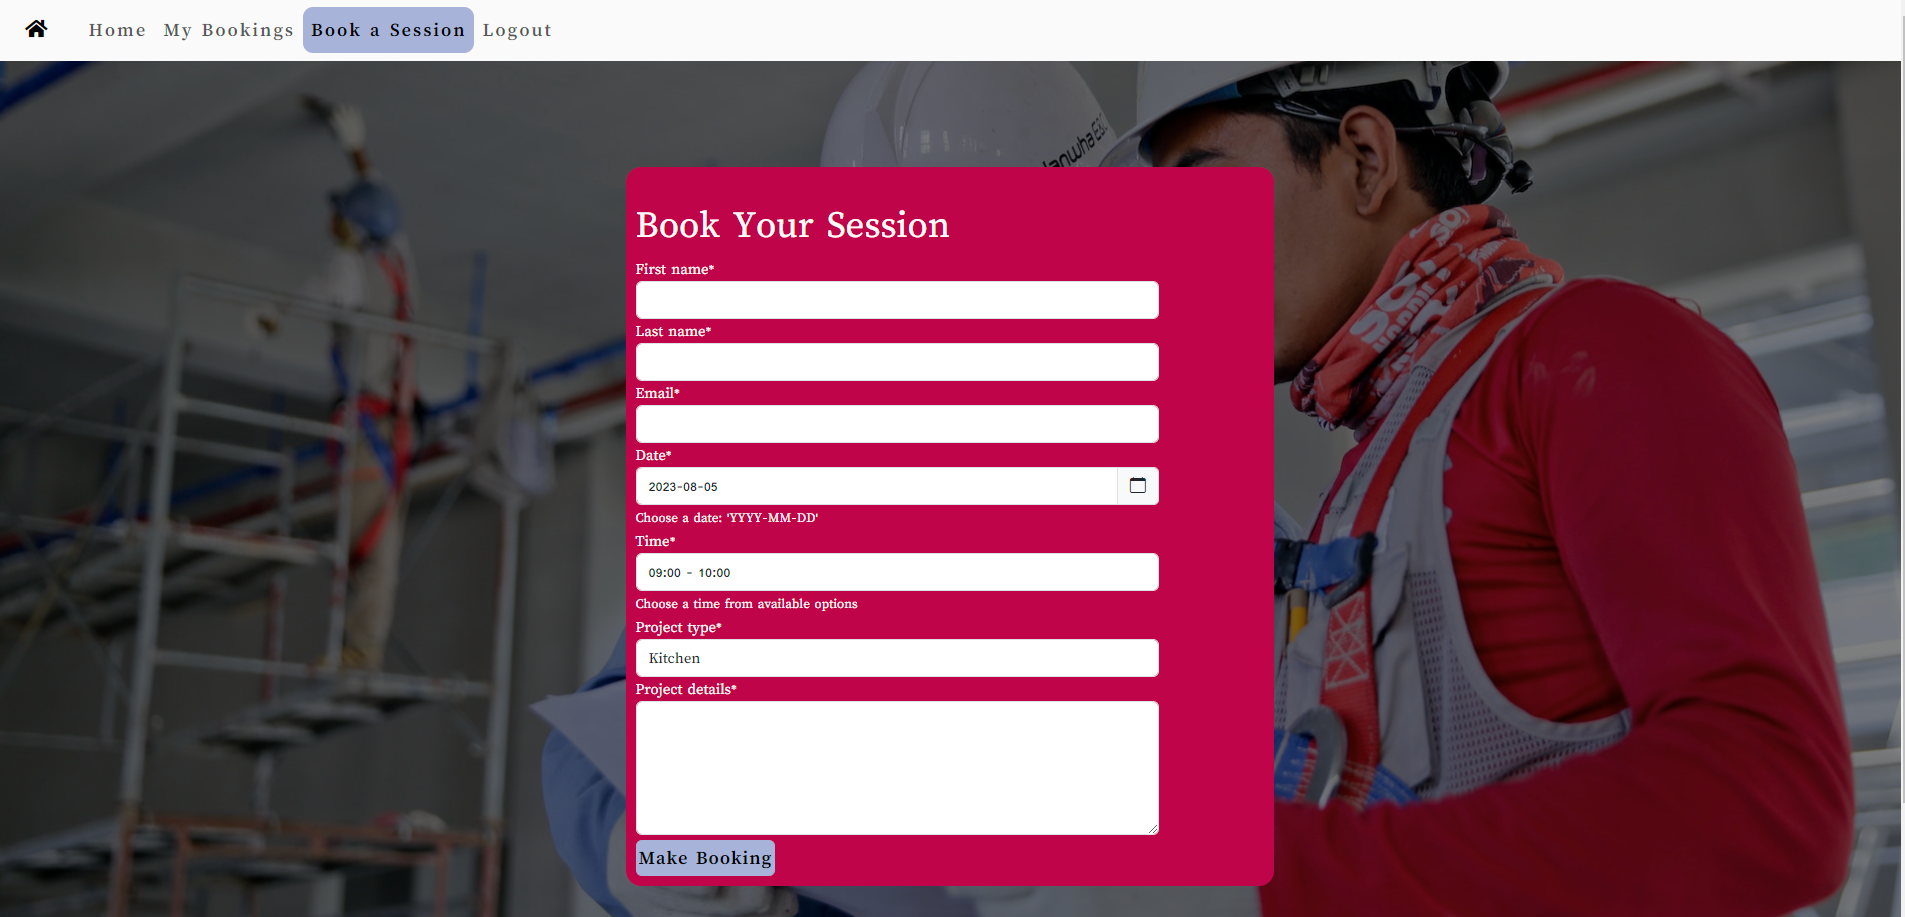 Home My Bookings Book a Session Logout
Book Your Session
First name*
Last name*
Email*
Date*
2023-08-05
Choose a date: 'YYYY-MM-DD'
Time*
09:00 - 10:00
Choose a time from available options
Project type*
Kitchen
Project details*
Make Booking